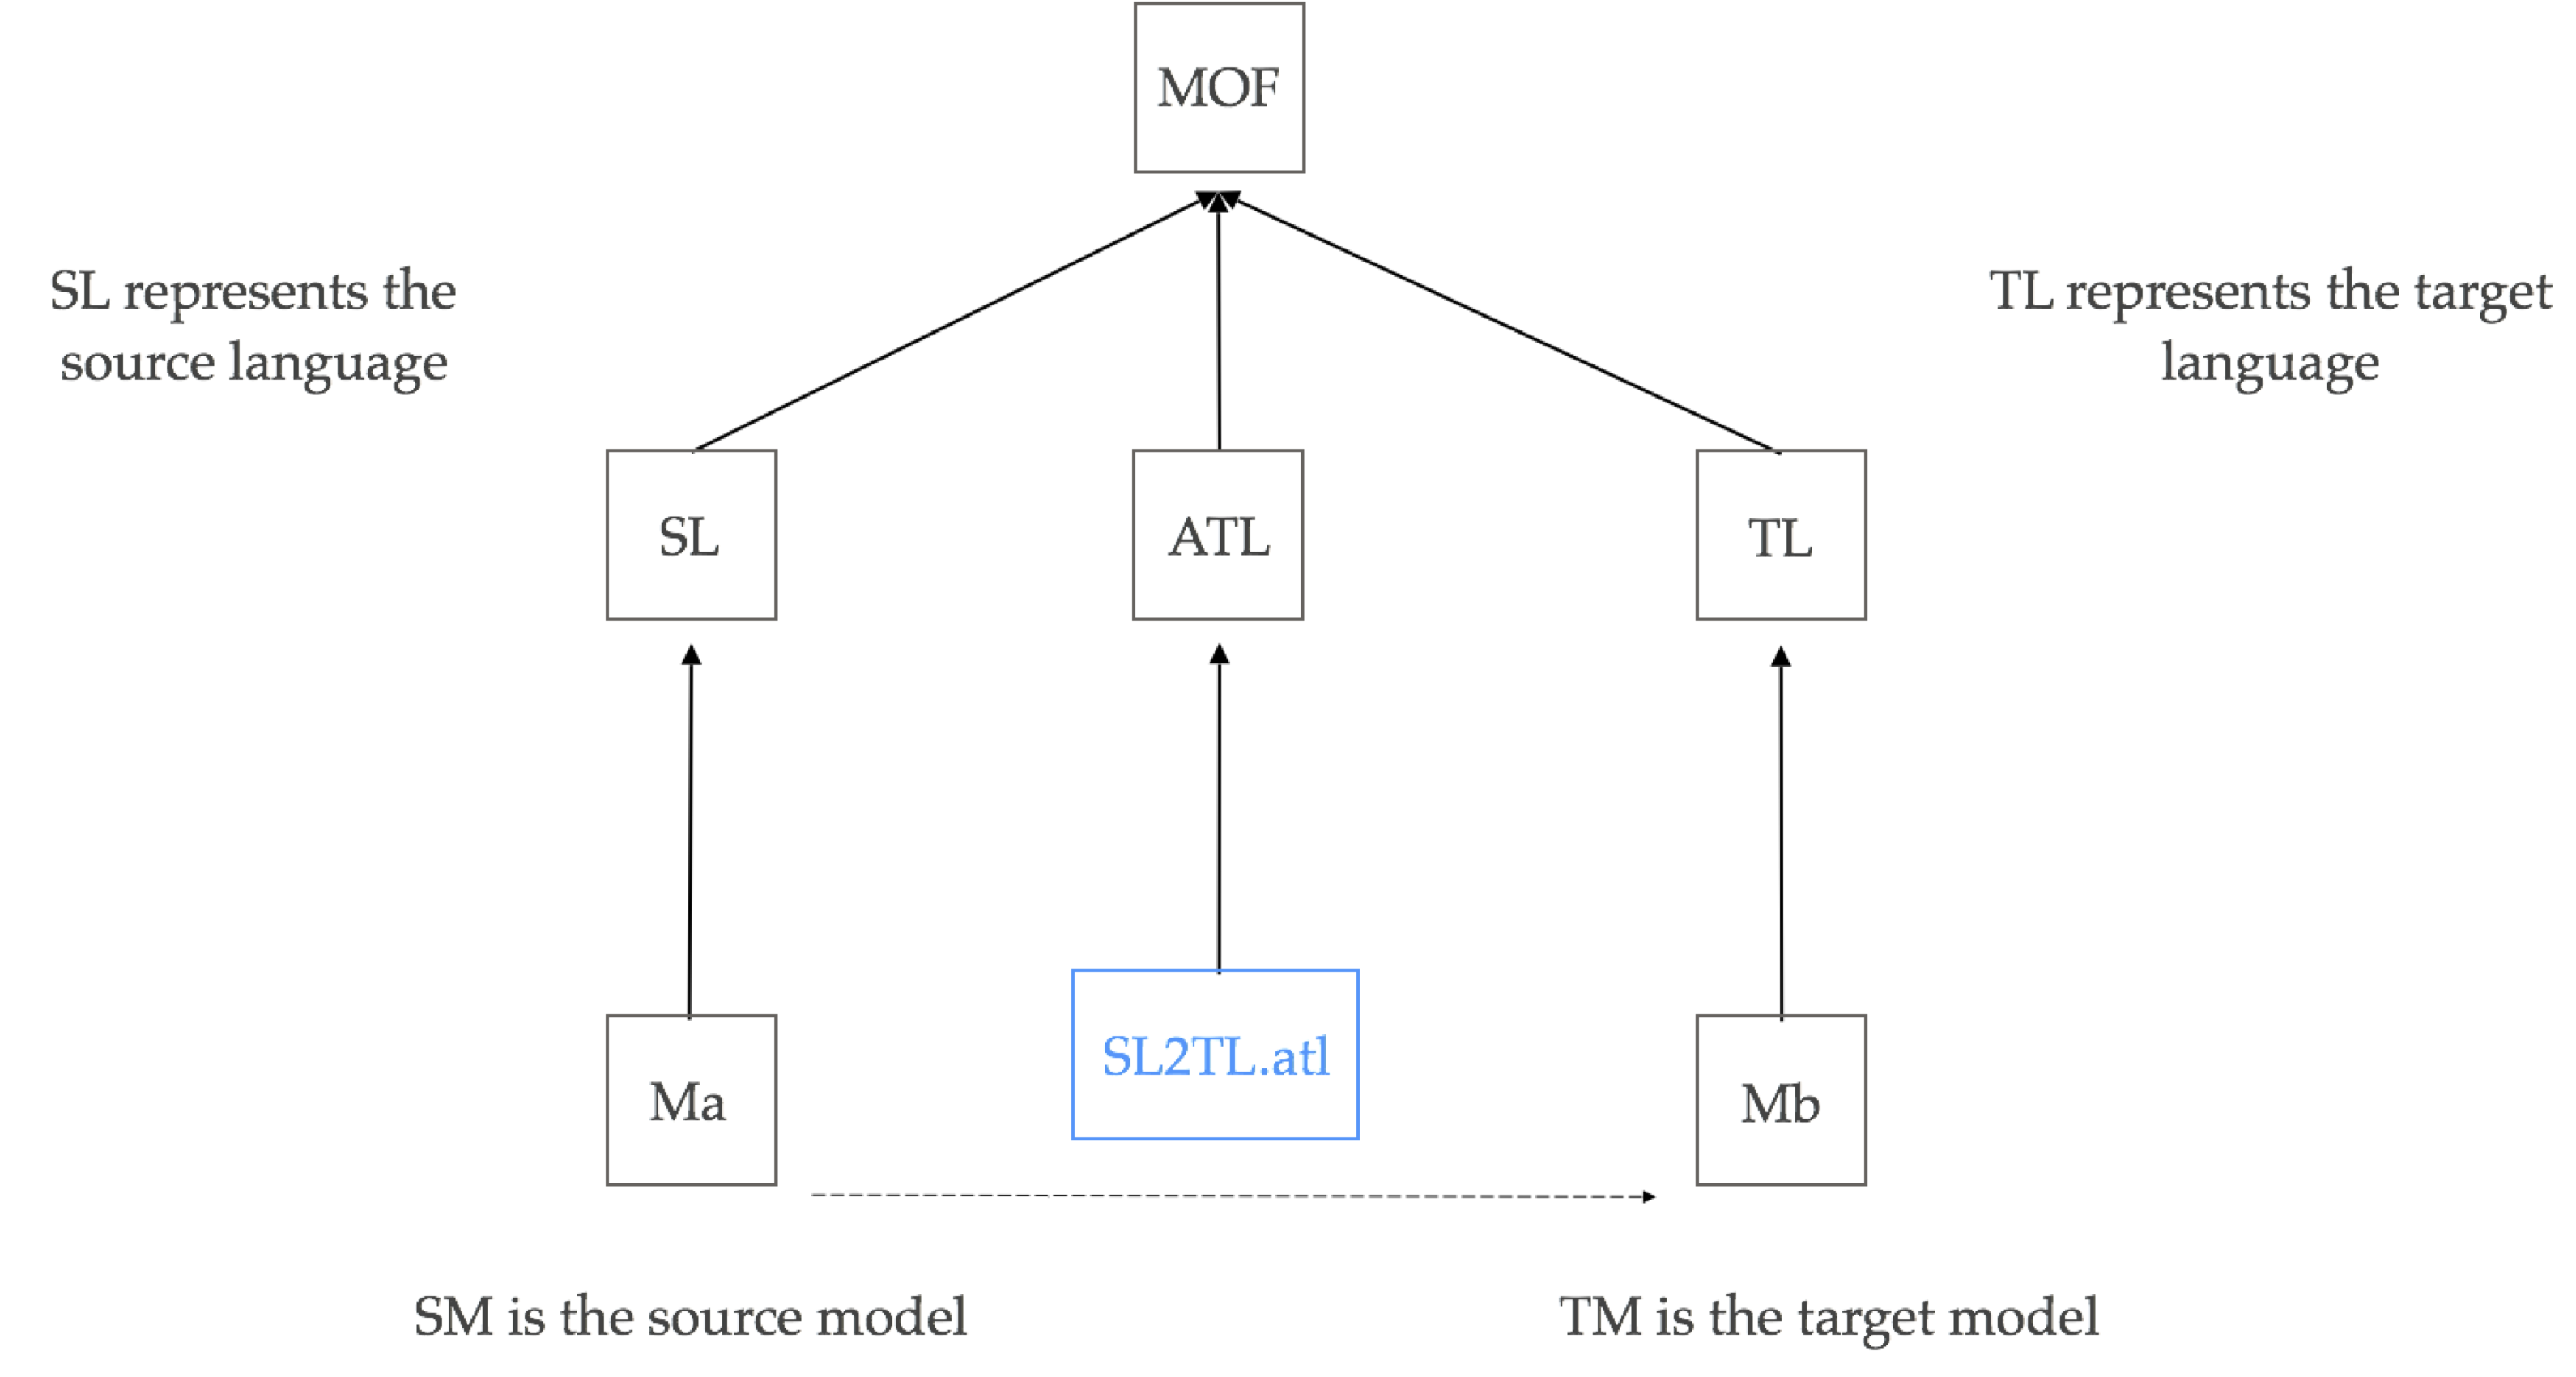 MOF
SL represents the
source language
TL represents the target
language
SL
ATL
TL
Ma
SL2TL.atl
Mb
SM is the source model
TM is the target model